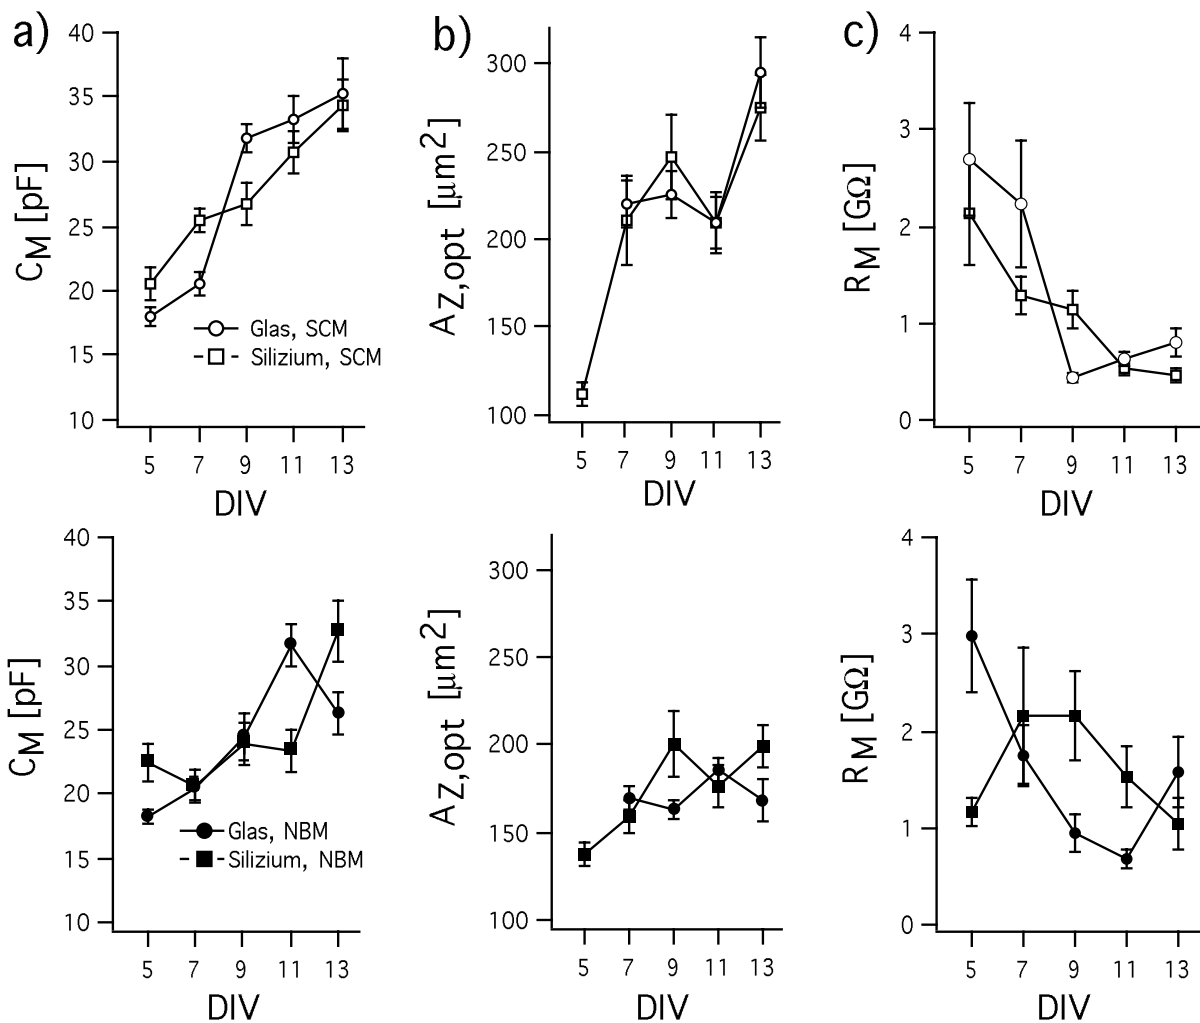 a)
40
35
30
25
20
15
10
C_M [pF]
Glas, SCM
Silizium, SCM
5 7 9 11 13
DIV
b)
300
250
200
150
100
A_Z,opt [µm²]
5 7 9 11 13
DIV
c)
4
3
2
1
0
R_M [GΩ]
5 7 9 11 13
DIV
40
35
30
25
20
15
10
C_M [pF]
Glas, NBM
Silizium, NBM
5 7 9 11 13
DIV
300
250
200
150
100
A_Z,opt [µm²]
5 7 9 11 13
DIV
4
3
2
1
0
R_M [GΩ]
5 7 9 11 13
DIV